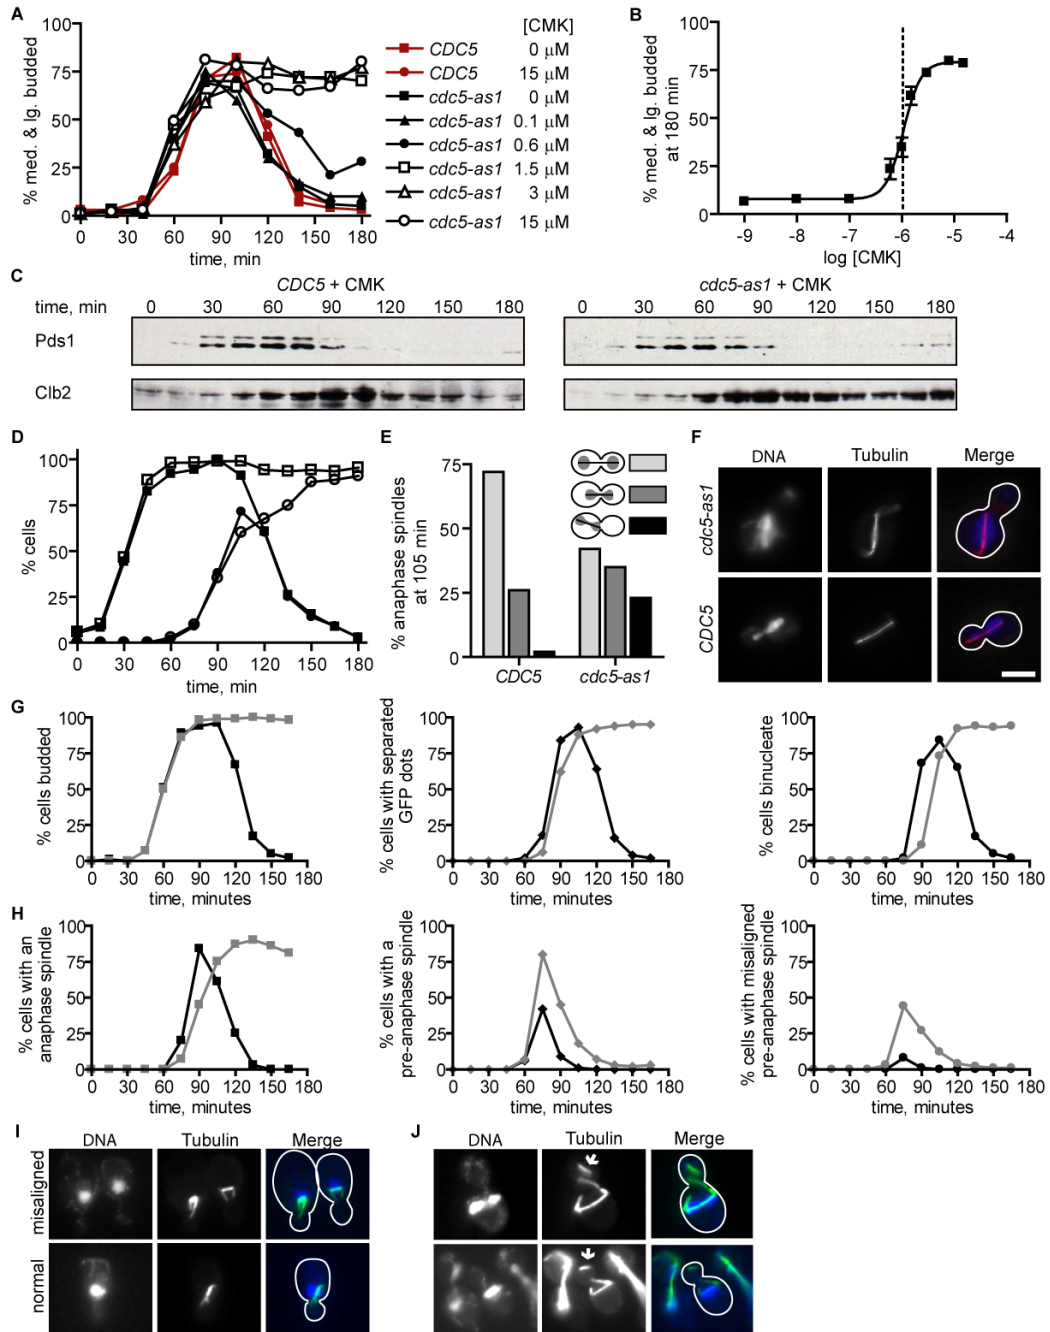 A
% med. & lg. budded
100
75
50
25
0
0 30 60 90 120 150 180
time, min
[CMK]
CDC5 0 μM
CDC5 15 μM
cdc5-as1 0 μM
cdc5-as1 0.1 μM
cdc5-as1 0.6 μM
cdc5-as1 1.5 μM
cdc5-as1 3 μM
cdc5-as1 15 μM
B
% med. & lg. budded
at 180 min
100
75
50
25
0
-9 -8 -7 -6 -5 -4
log [CMK]
C
CDC5 + CMK
cdc5-as1 + CMK
time, min 0 30 60 90 120 150 180
0 30 60 90 120 150 180
Pds1
Clb2
D
% cells
100
75
50
25
0
0 30 60 90 120 150 180
time, min
E
% anaphase spindles
at 105 min
75
50
25
0
CDC5 cdc5-as1
F
DNA Tubulin Merge
cdc5-as1
CDC5
G
% cells budded
100
75
50
25
0
0 30 60 90 120 150 180
time, minutes
% cells with separated
GFP dots
100
75
50
25
0
0 30 60 90 120 150 180
time, minutes
% cells binucleate
100
75
50
25
0
0 30 60 90 120 150 180
time, minutes
H
% cells with an
anaphase spindle
100
75
50
25
0
0 30 60 90 120 150 180
time, minutes
% cells with a
pre-anaphase spindle
100
75
50
25
0
0 30 60 90 120 150 180
time, minutes
% cells with misaligned
pre-anaphase spindle
100
75
50
25
0
0 30 60 90 120 150 180
time, minutes
I
DNA Tubulin Merge
misaligned
normal
J
DNA Tubulin Merge